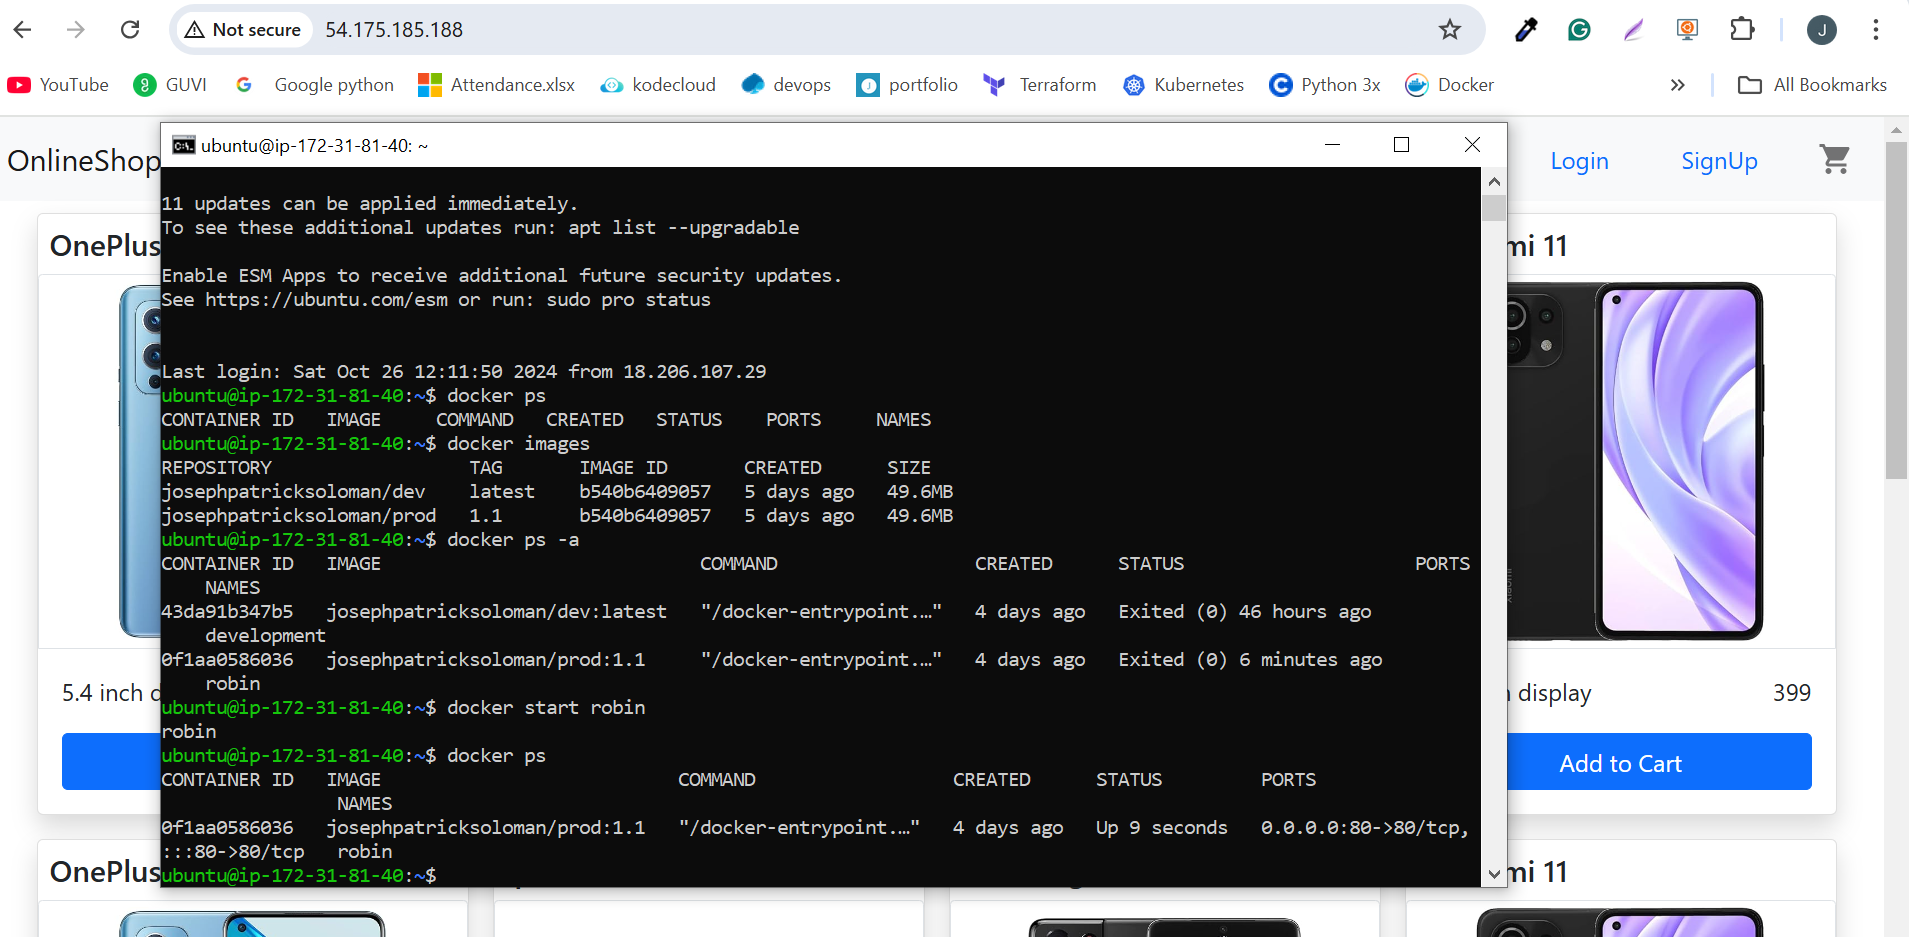 Not secure 54.175.185.188 J
YouTube GUVI Google python Attendance.xlsx kodecloud devops portfolio Terraform Kubernetes Python 3x Docker » All Bookmarks
OnlineShop Login SignUp
ubuntu@ip-172-31-81-40: ~
11 updates can be applied immediately.
To see these additional updates run: apt list --upgradable
Enable ESM Apps to receive additional future security updates.
See https://ubuntu.com/esm or run: sudo pro status
Last login: Sat Oct 26 12:11:50 2024 from 18.206.107.29
ubuntu@ip-172-31-81-40:~$ docker ps
CONTAINER ID IMAGE COMMAND CREATED STATUS PORTS NAMES
ubuntu@ip-172-31-81-40:~$ docker images
REPOSITORY TAG IMAGE ID CREATED SIZE
josephpatricksoloman/dev latest b540b6409057 5 days ago 49.6MB
josephpatricksoloman/prod 1.1 b540b6409057 5 days ago 49.6MB
ubuntu@ip-172-31-81-40:~$ docker ps -a
CONTAINER ID IMAGE COMMAND CREATED STATUS PORTS
NAMES
43da91b347b5 josephpatricksoloman/dev:latest "/docker-entrypoint.…" 4 days ago Exited (0) 46 hours ago
development
0f1aa0586036 josephpatricksoloman/prod:1.1 "/docker-entrypoint.…" 4 days ago Exited (0) 6 minutes ago
robin
ubuntu@ip-172-31-81-40:~$ docker start robin
robin
ubuntu@ip-172-31-81-40:~$ docker ps
CONTAINER ID IMAGE COMMAND CREATED STATUS PORTS
NAMES
0f1aa0586036 josephpatricksoloman/prod:1.1 "/docker-entrypoint.…" 4 days ago Up 9 seconds 0.0.0.0:80->80/tcp,
:::80->80/tcp robin
ubuntu@ip-172-31-81-40:~$
OnePlus
5.4 inch
mi 11
display 399
Add to Cart
OnePlus
mi 11